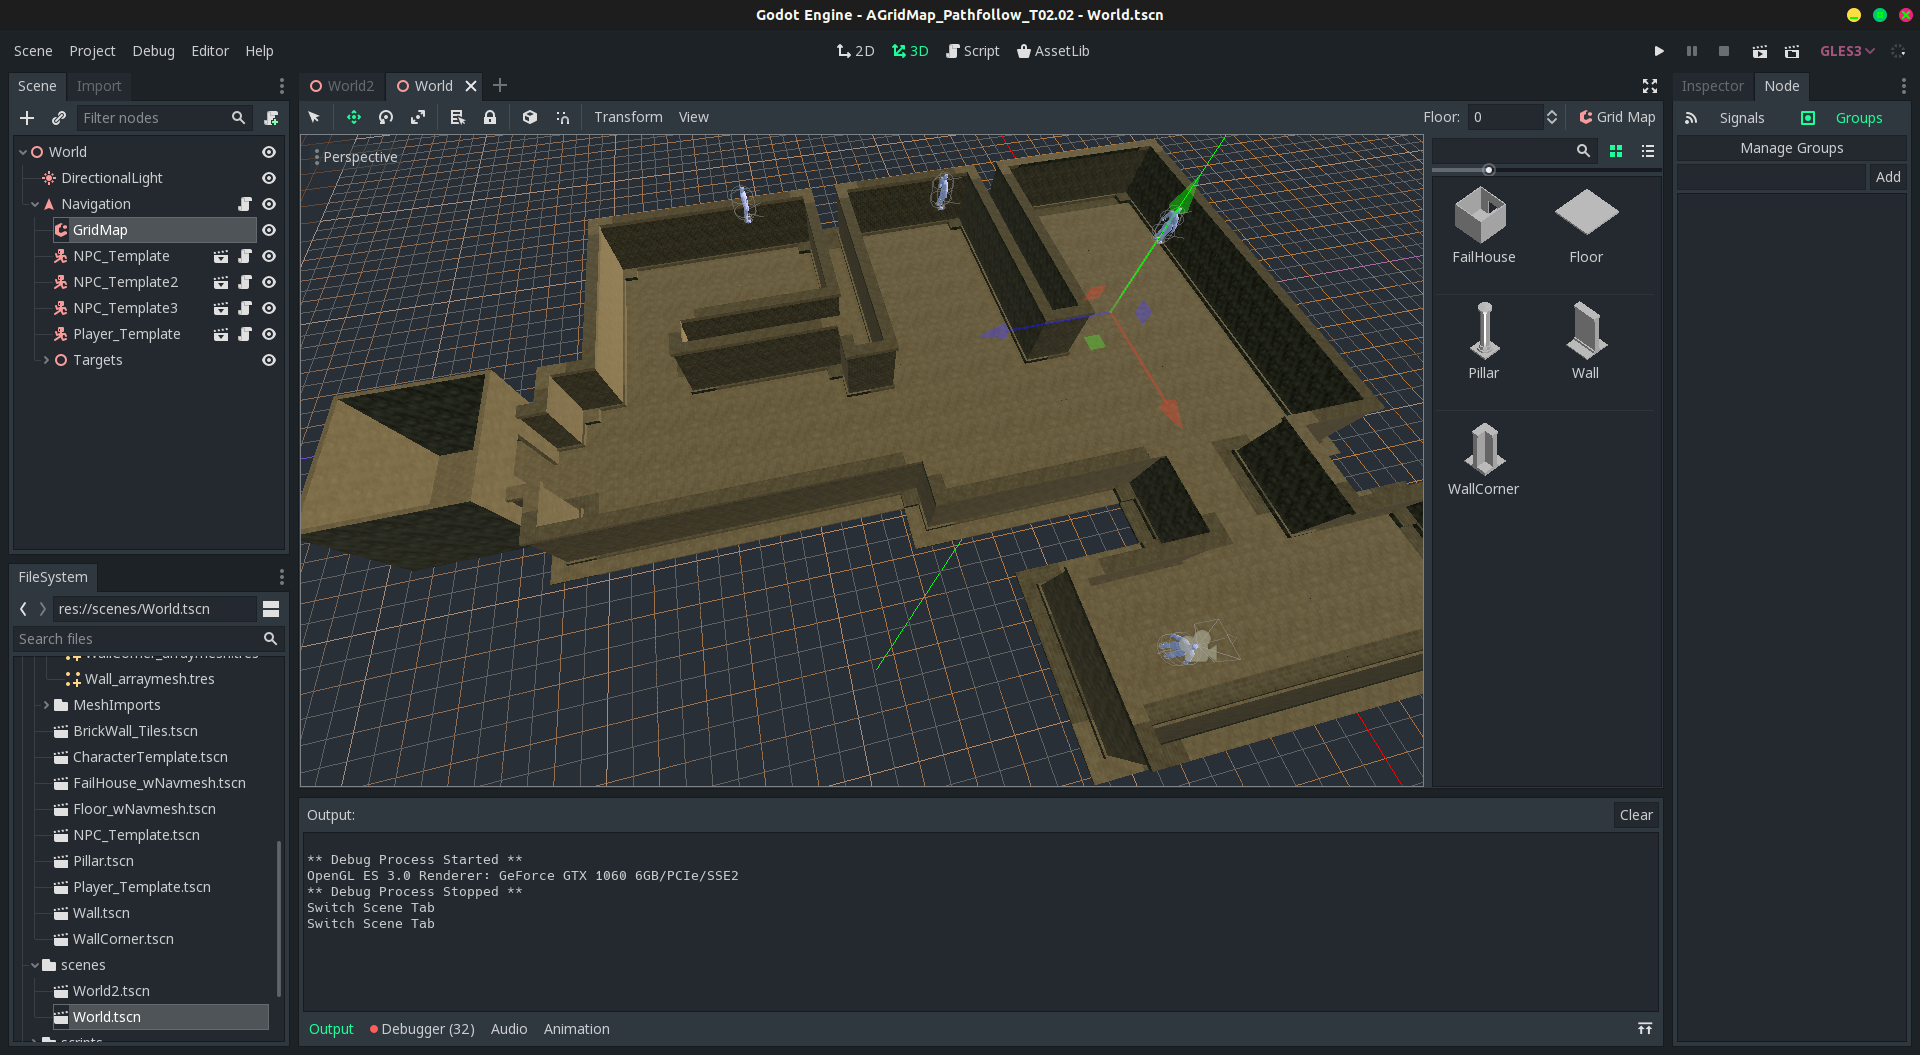 Godot Engine - AGridMap_Pathfollow_T02.02 - World.tscn
Scene Project Debug Editor Help
2D 3D Script AssetLib
GLES3
Scene Import
Filter nodes
World
DirectionalLight
Navigation
GridMap
NPC_Template
NPC_Template2
NPC_Template3
Player_Template
Targets
FileSystem
res://scenes/World.tscn
Search files
WallCorner_arraymesh.tres
Wall_arraymesh.tres
MeshImports
BrickWall_Tiles.tscn
CharacterTemplate.tscn
FailHouse_wNavmesh.tscn
Floor_wNavmesh.tscn
NPC_Template.tscn
Pillar.tscn
Player_Template.tscn
Wall.tscn
WallCorner.tscn
scenes
World2.tscn
World.tscn
scripts
World2 World
Transform View
Floor: 0 Grid Map
Perspective
FailHouse Floor
Pillar Wall
WallCorner
Output:
Clear
** Debug Process Started **
OpenGL ES 3.0 Renderer: GeForce GTX 1060 6GB/PCIe/SSE2
** Debug Process Stopped **
Switch Scene Tab
Switch Scene Tab
Output Debugger (32) Audio Animation
Inspector Node
Signals Groups
Manage Groups
Add